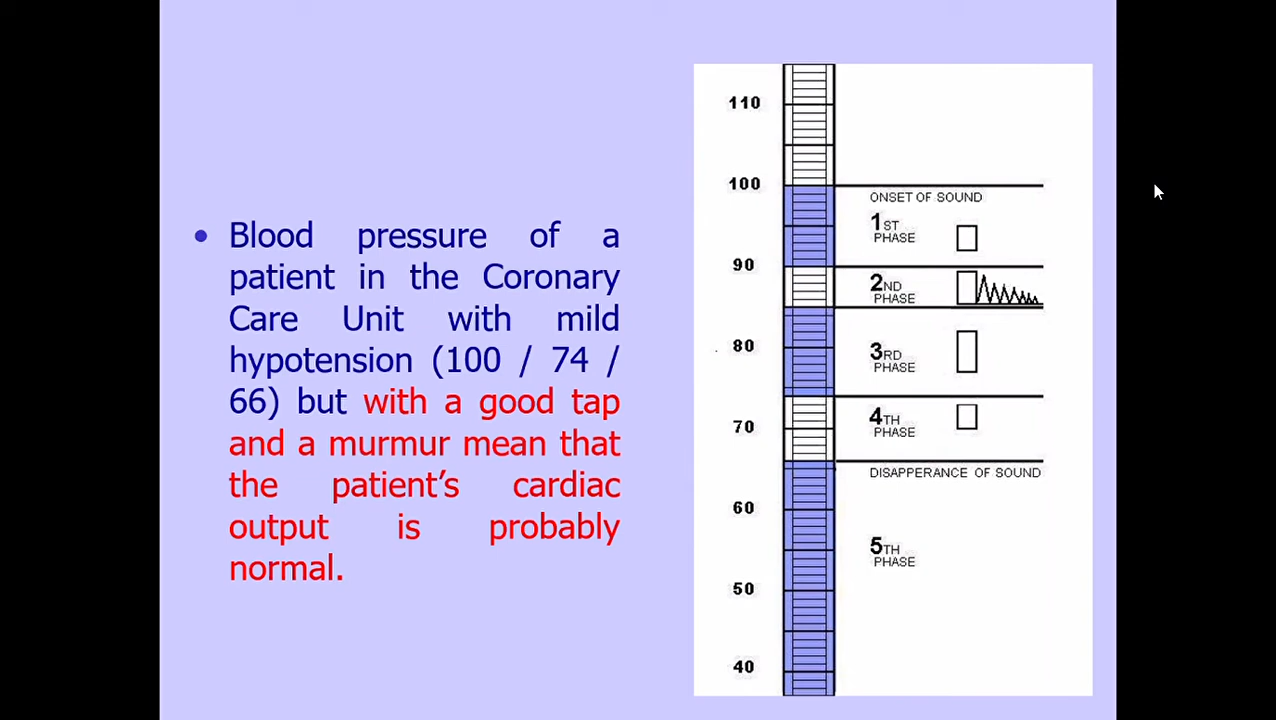 • Blood pressure of a
patient in the Coronary
Care Unit with mild
hypotension (100 / 74 /
66) but with a good tap
and a murmur mean that
the patient's cardiac
output is probably
normal.
110
100
ONSET OF SOUND
1ST
PHASE
90
2ND
PHASE
80
3RD
PHASE
4TH
PHASE
70
DISAPPERANCE OF SOUND
60
5TH
PHASE
50
40